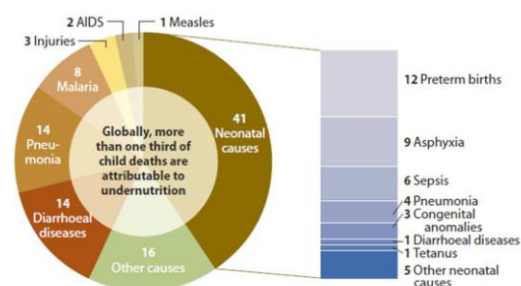 2 AIDS
1 Measles
3 Injuries
8
Malaria
14
Pneu-
monia
14
Diarrhoeal
diseases
16
Other causes
41
Neonatal
causes
Globally, more
than one third of
child deaths are
attributable to
undernutrition
12 Preterm births
9 Asphyxia
6 Sepsis
4 Pneumonia
3 Congenital
anomalies
1 Diarrhoeal diseases
1 Tetanus
5 Other neonatal
causes